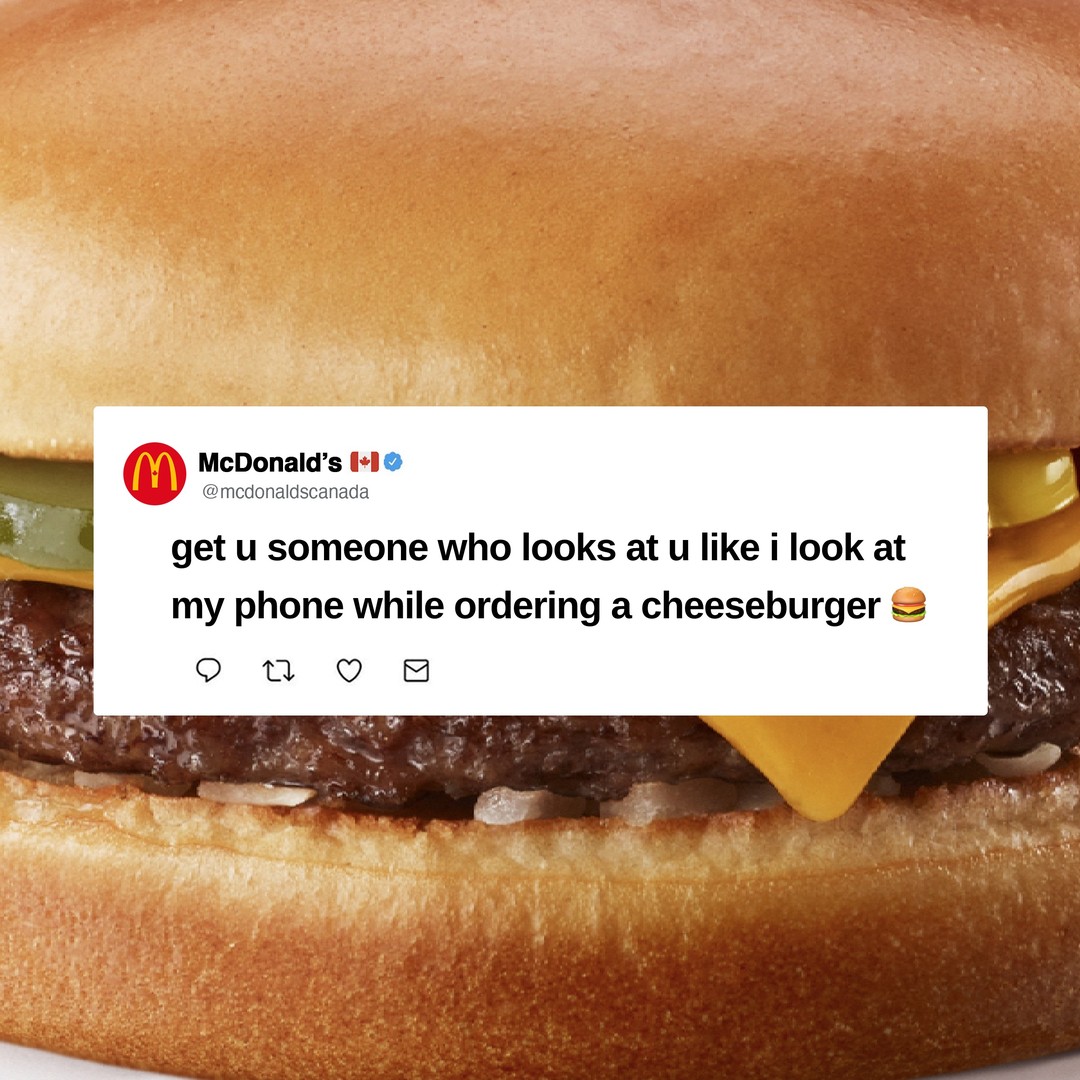 McDonald’s 🇨🇦
@mcdonaldscanada
get u someone who looks at u like i look at
my phone while ordering a cheeseburger 🍔